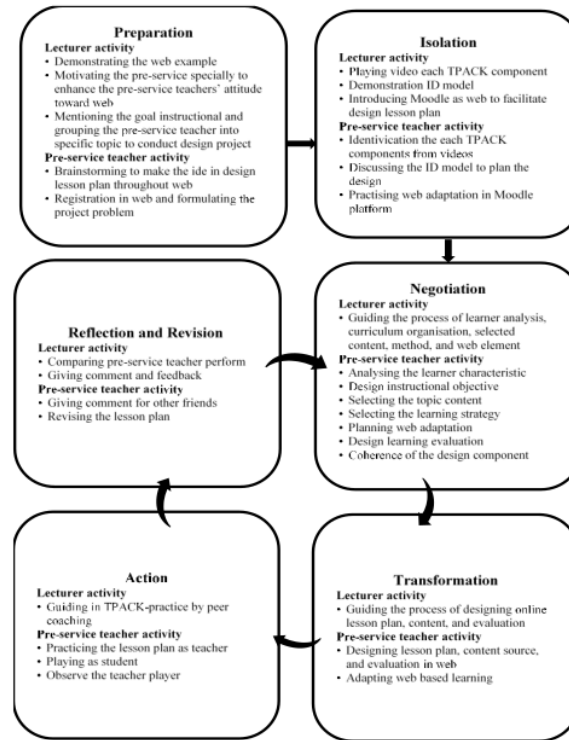 Preparation
Lecturer activity
• Demonstrating the web example
• Motivating the pre-service specially to
enhance the pre-service teachers' attitude
toward web
• Mentioning the goal instructional and
grouping the pre-service teacher into
specific topic to conduct design project
Pre-service teacher activity
• Brainstorming to make the ide in design
lesson plan throughout web
• Registration in web and formulating the
project problem
Isolation
Lecturer activity
• Playing video each TPACK component
• Demonstration ID model
• Introducing Moodle as web to facilitate
design lesson plan
Pre-service teacher activity
• Identivication the each TPACK
components from videos
• Discussing the ID model to plan the
design
• Practising web adaptation in Moodle
platform
Negotiation
Lecturer activity
• Guiding the process of learner analysis,
curriculum organisation, selected
content, method, and web element
Pre-service teacher activity
• Analysing the learner characteristic
• Design instructional objective
• Selecting the topic content
• Selecting the learning strategy
• Planning web adaptation
• Design learning evaluation
• Coherence of the design component
Transformation
Lecturer activity
• Guiding the process of designing online
lesson plan, content, and evaluation
Pre-service teacher activity
• Designing lesson plan, content source,
and evaluation in web
• Adapting web based learning
Action
Lecturer activity
• Guiding in TPACK-practice by peer
coaching
Pre-service teacher activity
• Practicing the lesson plan as teacher
• Playing as student
• Observe the teacher player
Reflection and Revision
Lecturer activity
• Comparing pre-service teacher perform
• Giving comment and feedback
Pre-service teacher activity
• Giving comment for other friends
• Revising the lesson plan